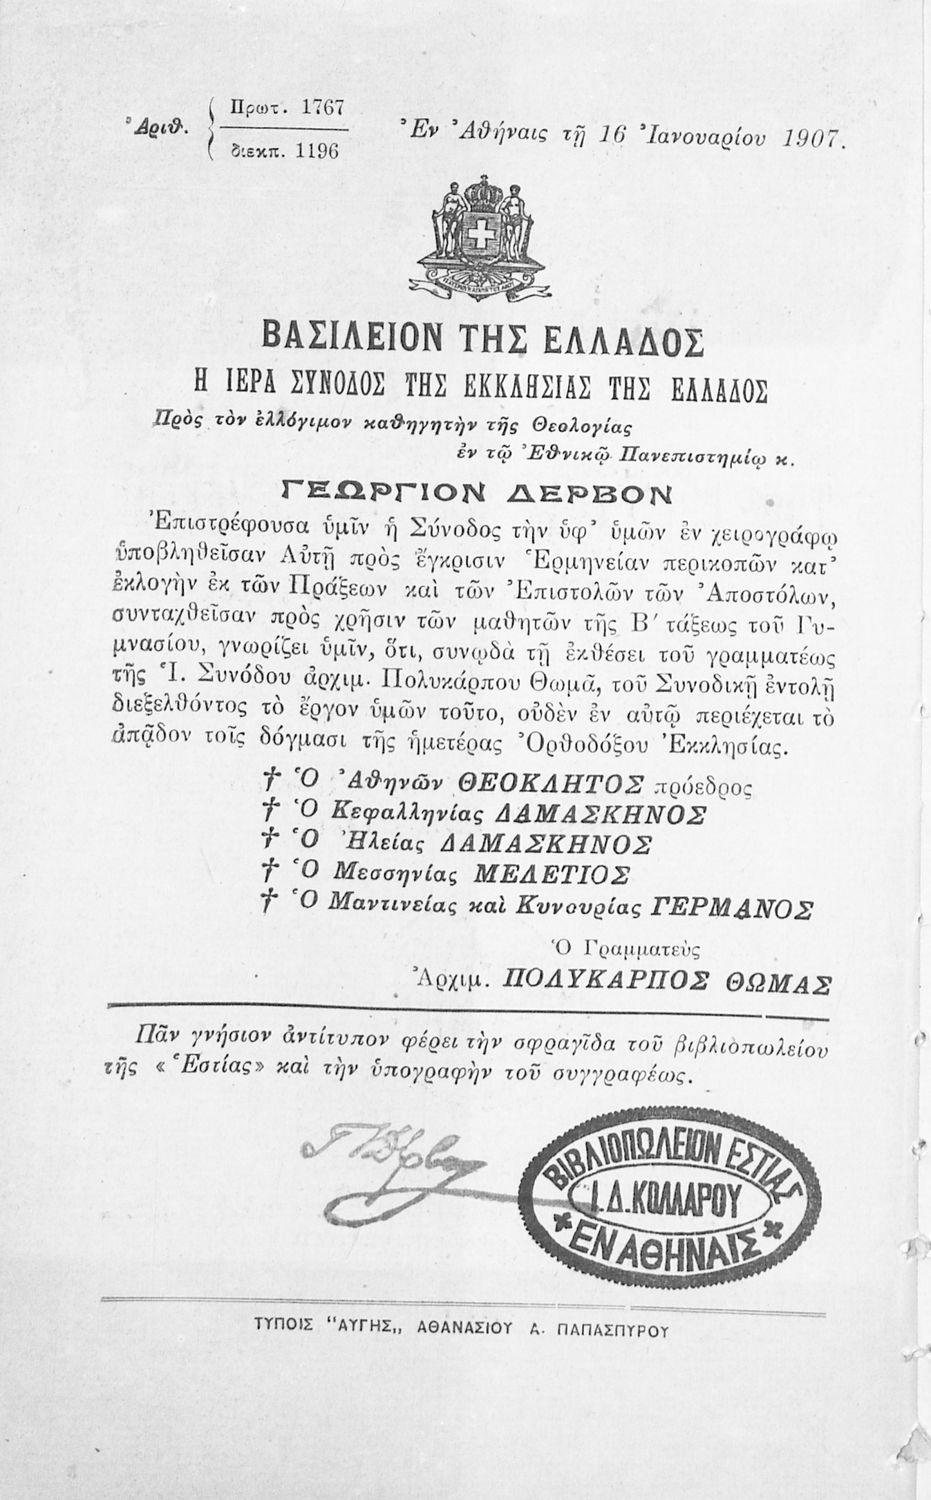 Πρωτ. 1767
Ἀριθ.
διεκπ. 1196
Ἐν Ἀθήναις τῇ 16 Ἰανουαρίου 1907.
ΒΑΣΙΛΕΙΟΝ ΤΗΣ ΕΛΛΑΔΟΣ
Η ΙΕΡΑ ΣΥΝΟΔΟΣ ΤΗΣ ΕΚΚΛΗΣΙΑΣ ΤΗΣ ΕΛΛΑΔΟΣ
Πρὸς τὸν ἐλλόγιμον καθηγητὴν τῆς Θεολογίας
ἐν τῷ Ἐθνικῷ Πανεπιστημίῳ κ.
ΓΕΩΡΓΙΟΝ ΔΕΡΒΟΝ
Ἐπιστρέφουσα ὑμῖν ἡ Σύνοδος τὴν ὑφ' ὑμῶν ἐν χειρογράφῳ
ὑποβληθεῖσαν Αὐτῇ πρὸς ἔγκρισιν Ἑρμηνείαν περικοπῶν κατ'
ἐκλογὴν ἐκ τῶν Πράξεων καὶ τῶν Ἐπιστολῶν τῶν Ἀποστόλων,
συνταχθεῖσαν πρὸς χρῆσιν τῶν μαθητῶν τῆς Β΄ τάξεως τοῦ Γυ-
μνασίου, γνωρίζει ὑμῖν, ὅτι, συνῳδὰ τῇ ἐκθέσει τοῦ γραμματέως
τῆς Ἱ. Συνόδου ἀρχιμ. Πολυκάρπου Θωμᾶ, τοῦ Συνοδικῇ ἐντολῇ
διεξελθόντος τὸ ἔργον ὑμῶν τοῦτο, οὐδὲν ἐν αὐτῷ περιέχεται τὸ
ἀπᾷδον τοῖς δόγμασι τῆς ἡμετέρας Ὀρθοδόξου Ἐκκλησίας.
† Ὁ Ἀθηνῶν ΘΕΟΚΛΗΤΟΣ πρόεδρος
† Ὁ Κεφαλληνίας ΔΑΜΑΣΚΗΝΟΣ
† Ὁ Ἠλείας ΔΑΜΑΣΚΗΝΟΣ
† Ὁ Μεσσηνίας ΜΕΛΕΤΙΟΣ
† Ὁ Μαντινείας καὶ Κυνουρίας ΓΕΡΜΑΝΟΣ
Ὁ Γραμματεὺς
Ἀρχιμ. ΠΟΛΥΚΑΡΠΟΣ ΘΩΜΑΣ
Πᾶν γνήσιον ἀντίτυπον φέρει τὴν σφραγῖδα τοῦ βιβλιοπωλείου
τῆς «Ἑστίας» καὶ τὴν ὑπογραφὴν τοῦ συγγραφέως.
ΒΙΒΛΙΟΠΩΛΕΙΟΝ ΕΣΤΙΑΣ
Ι.Δ.ΚΟΛΛΑΡΟΥ
ΕΝ ΑΘΗΝΑΙΣ
ΤΥΠΟΙΣ "ΑΥΓΗΣ„ ΑΘΑΝΑΣΙΟΥ Α. ΠΑΠΑΣΠΥΡΟΥ